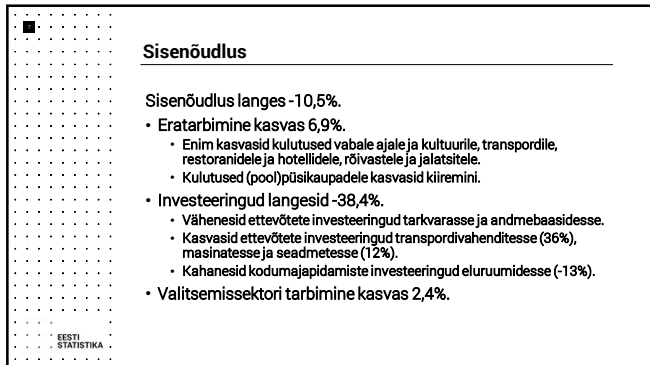 Sisenõudlus
Sisenõudlus langes -10,5%.
• Eratarbimine kasvas 6,9%.
• Enim kasvasid kulutused vabale ajale ja kultuurile, transpordile,
restoranidele ja hotellidele, rõivastele ja jalatsitele.
• Kulutused (pool)püsikaupadele kasvasid kiiremini.
• Investeeringud langesid -38,4%.
• Vähenesid ettevõtete investeeringud tarkvarasse ja andmebaasidesse.
• Kasvasid ettevõtete investeeringud transpordivahenditesse (36%),
masinatesse ja seadmetesse (12%).
• Kahanesid kodumajapidamiste investeeringud eluruumidesse (-13%).
• Valitsemissektori tarbimine kasvas 2,4%.
EESTI
STATISTIKA